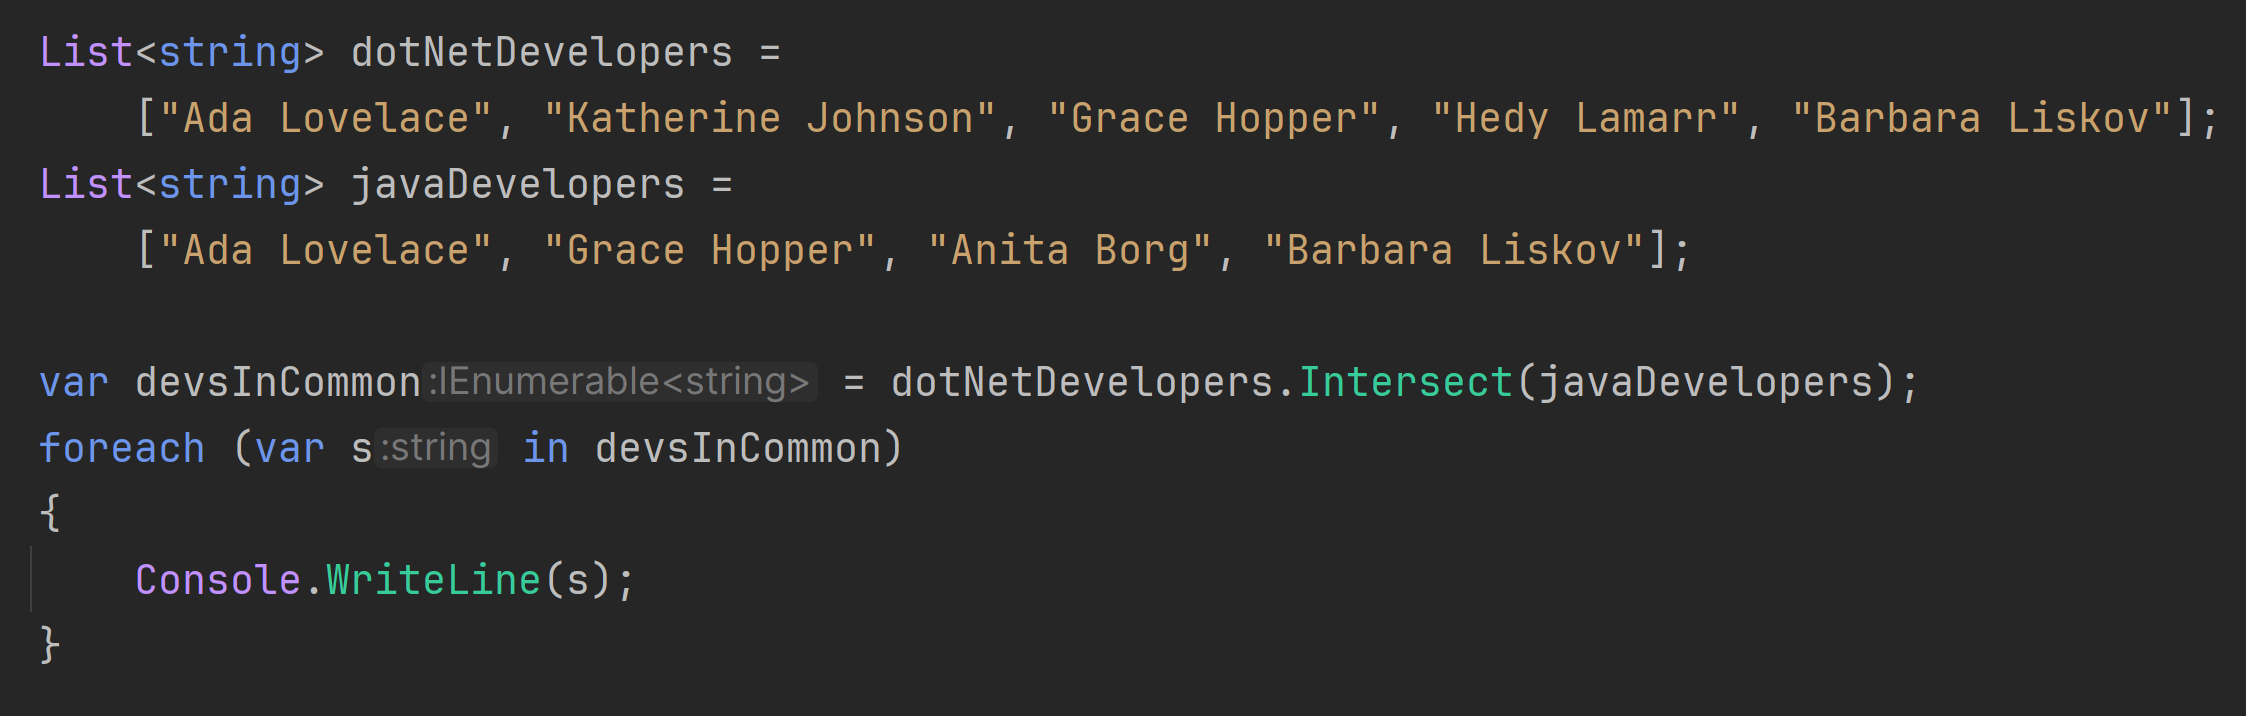 List<string> dotNetDevelopers =
    ["Ada Lovelace", "Katherine Johnson", "Grace Hopper", "Hedy Lamarr", "Barbara Liskov"];
List<string> javaDevelopers =
    ["Ada Lovelace", "Grace Hopper", "Anita Borg", "Barbara Liskov"];

var devsInCommon:IEnumerable<string> = dotNetDevelopers.Intersect(javaDevelopers);
foreach (var s:string in devsInCommon)
{
    Console.WriteLine(s);
}